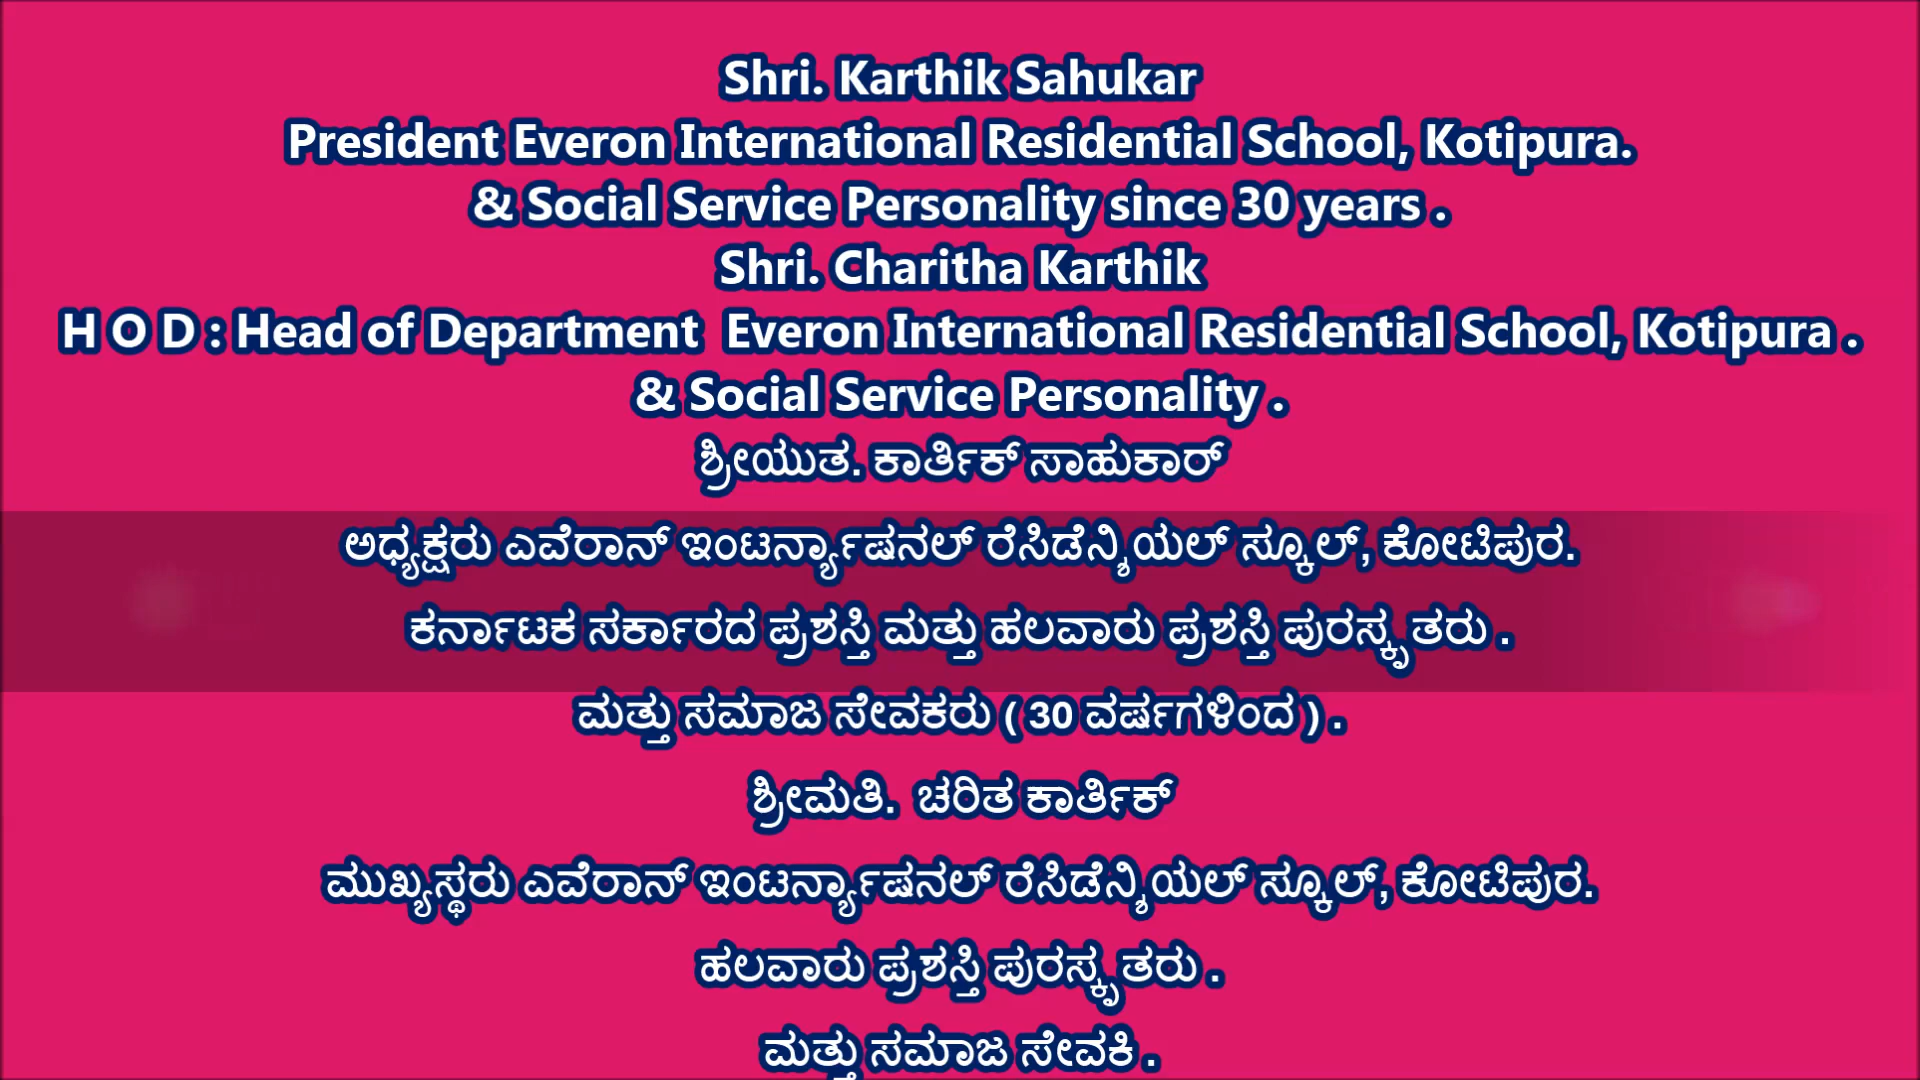 Shri. Karthik Sahukar
President Everon International Residential School, Kotipura.
& Social Service Personality since 30 years .
Shri. Charitha Karthik
H O D : Head of Department  Everon International Residential School, Kotipura .
& Social Service Personality .
ಶ್ರೀಯುತ. ಕಾರ್ತಿಕ್ ಸಾಹುಕಾರ್
ಅಧ್ಯಕ್ಷರು ಎವೆರಾನ್ ಇಂಟರ್ನ್ಯಾಷನಲ್ ರೆಸಿಡೆನ್ಶಿಯಲ್ ಸ್ಕೂಲ್, ಕೋಟಿಪುರ.
ಕರ್ನಾಟಕ ಸರ್ಕಾರದ ಪ್ರಶಸ್ತಿ ಮತ್ತು ಹಲವಾರು ಪ್ರಶಸ್ತಿ ಪುರಸ್ಕೃತರು .
ಮತ್ತು ಸಮಾಜ ಸೇವಕರು ( 30 ವರ್ಷಗಳಿಂದ ) .
ಶ್ರೀಮತಿ.  ಚರಿತ ಕಾರ್ತಿಕ್
ಮುಖ್ಯಸ್ಥರು ಎವೆರಾನ್ ಇಂಟರ್ನ್ಯಾಷನಲ್ ರೆಸಿಡೆನ್ಶಿಯಲ್ ಸ್ಕೂಲ್, ಕೋಟಿಪುರ.
ಹಲವಾರು ಪ್ರಶಸ್ತಿ ಪುರಸ್ಕೃತರು .
ಮತ್ತು ಸಮಾಜ ಸೇವಕಿ .